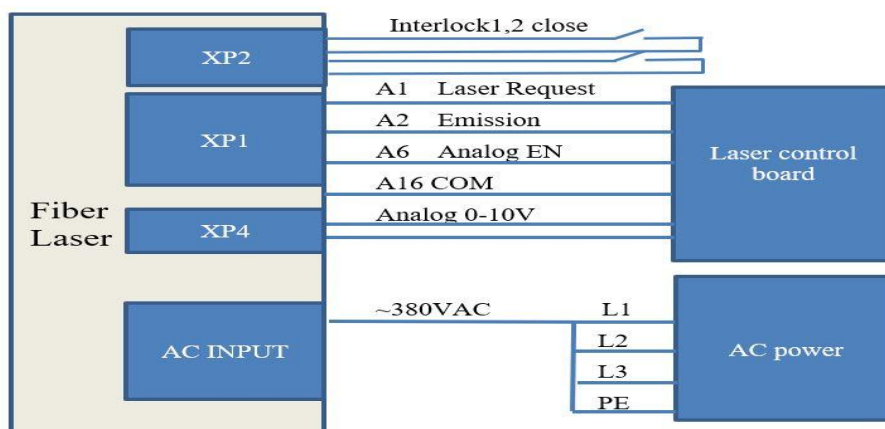 Interlock1,2 close
XP2
A1 Laser Request
XP1
A2 Emission
A6 Analog EN
A16 COM
Laser control
board
Fiber
Laser
XP4
Analog 0-10V
AC INPUT
~380VAC
L1
L2
L3
PE
AC power